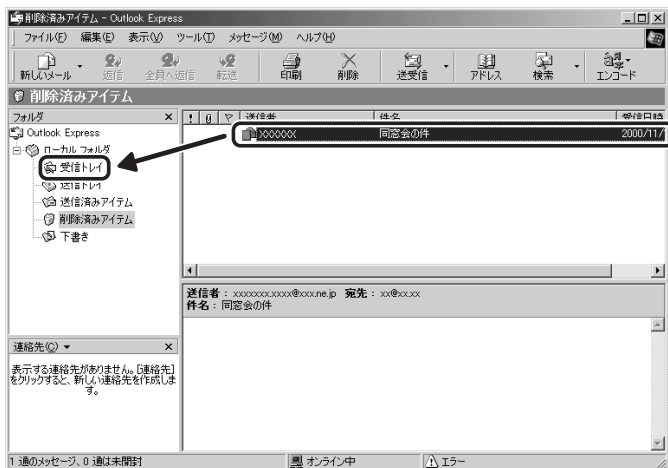 削除済みアイテム - Outlook Express
ファイル(F) 編集(E) 表示(V) ツール(T) メッセージ(M) ヘルプ(H)
新しいメール 返信 全員へ返信 転送 印刷 削除 送受信 アドレス 検索 エンコード
削除済みアイテム
フォルダ × ! 送信者 件名 受信日時
Outlook Express xxxxxxx 同窓会の件 2000/11/
ローカル フォルダ
受信トレイ
送信トレイ
送信済みアイテム
削除済みアイテム
下書き
送信者： xxxxxxx.xxxx@xxx.ne.jp 宛先： xx@xx.xx
件名： 同窓会の件
連絡先(C) ×
表示する連絡先がありません。[連絡先]
をクリックすると、新しい連絡先を作成しま
す。
1 通のメッセージ、0 通は未開封 オンライン中 エラー